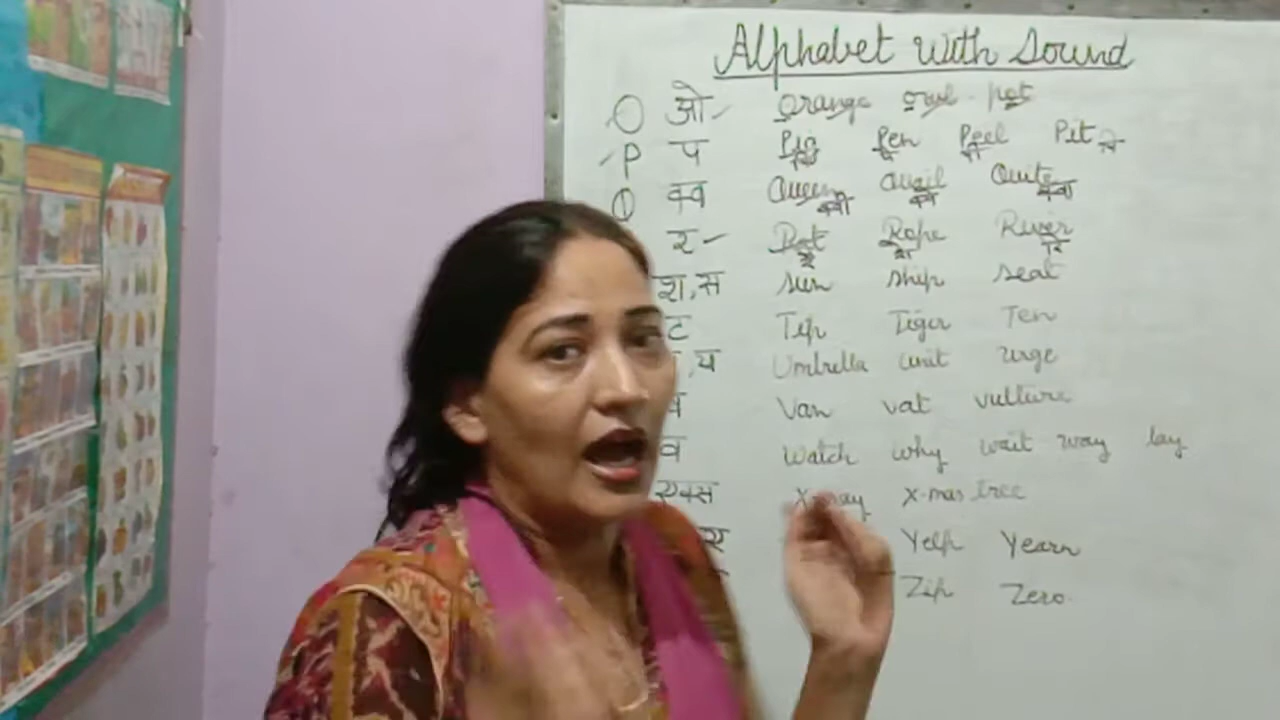 Alphabet with Sound
O ओ orange owl pot
P प Pig पि Pen पे Peel पी Pit पि
Q क्व Queen क्वी Quail क्वे Quite क्वा
र Rat रे Rope रो River रि
श,स sun ship seat
ट Tip Tiger Ten
,य Umbrella unit urge
व Van vat vulture
व watch why wait way lay
एक्स X-ray X-mas tree
य Yelp Yearn
Zip Zero